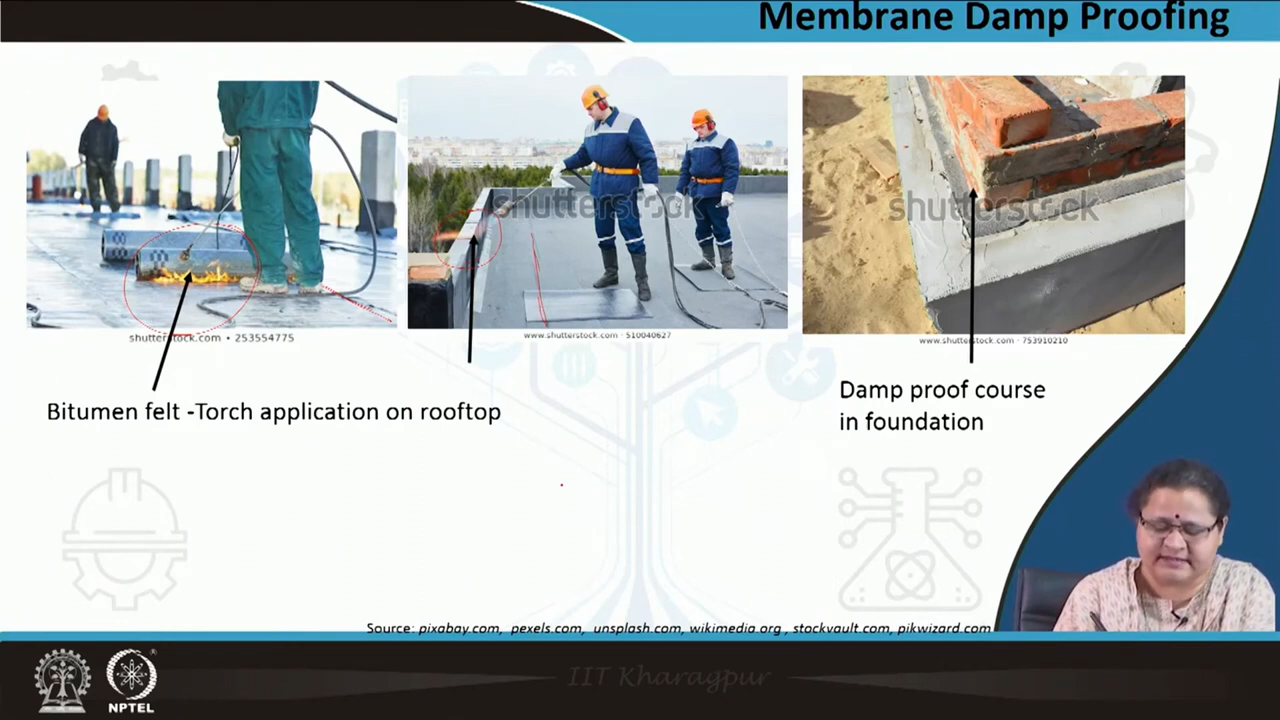 Membrane Damp Proofing
shutterstock
shutterstock
shutterstock.com • 253554775
www.shutterstock.com · 510040627
www.shutterstock.com · 753910210
Bitumen felt -Torch application on rooftop
Damp proof course
in foundation
Source: pixabay.com, pexels.com, unsplash.com, wikimedia.org , stockvault.com, pikwizard.com
IIT Kharagpur
NPTEL